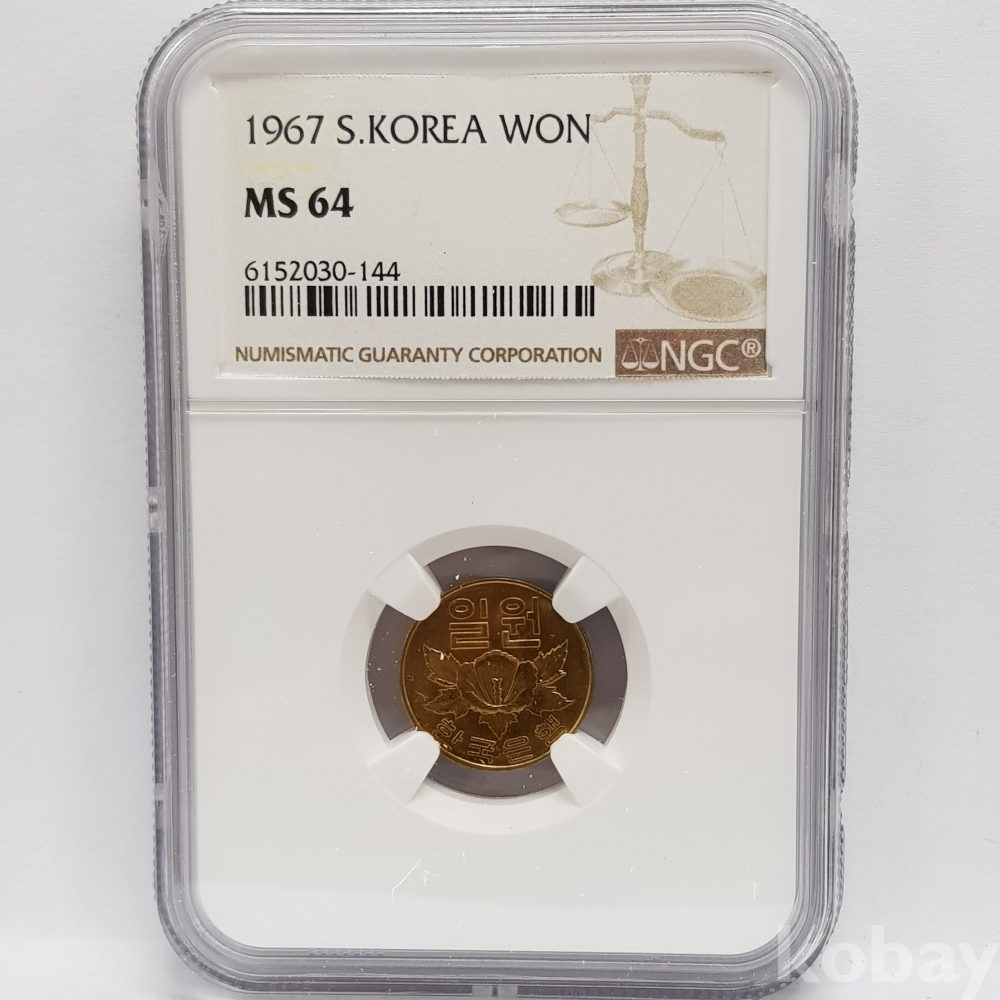 1967 S.KOREA WON
MS 64
6152030-144
NUMISMATIC GUARANTY CORPORATION
NGC®
일원
한국은행
kobay